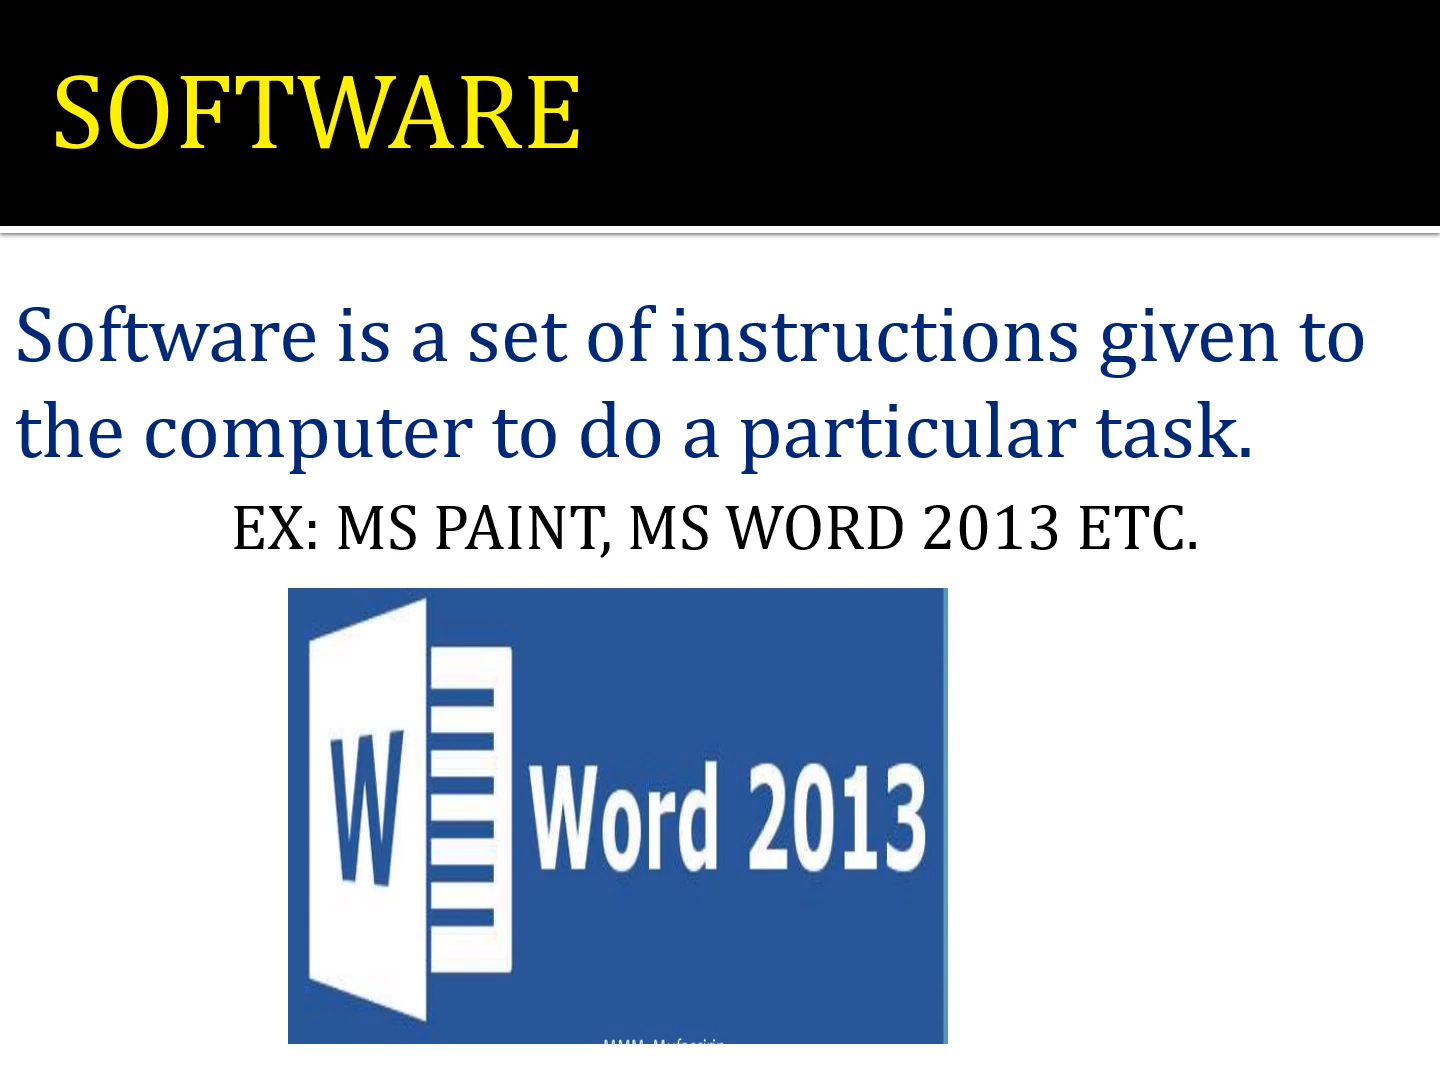 SOFTWARE
Software is a set of instructions given to
the computer to do a particular task.
EX: MS PAINT, MS WORD 2013 ETC.
W
Word 2013